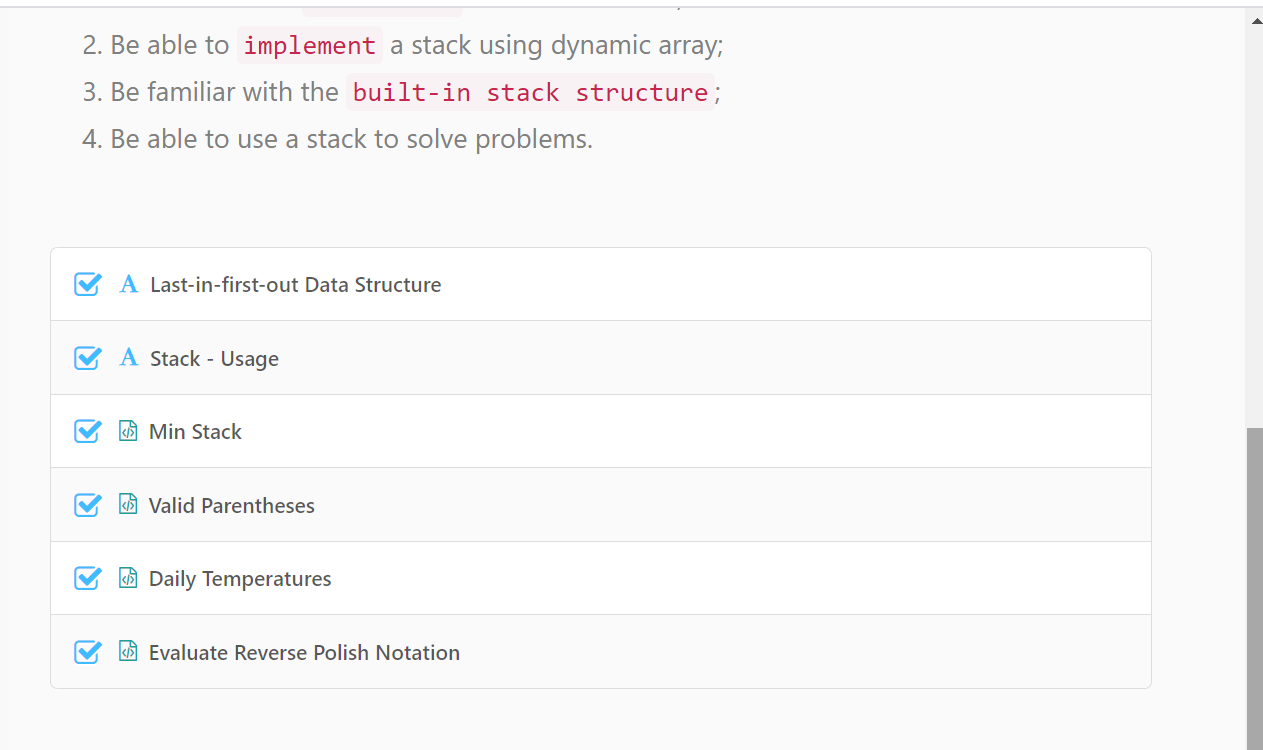 2. Be able to implement a stack using dynamic array;
3. Be familiar with the built-in stack structure;
4. Be able to use a stack to solve problems.
A Last-in-first-out Data Structure
A Stack - Usage
</> Min Stack
</> Valid Parentheses
</> Daily Temperatures
</> Evaluate Reverse Polish Notation